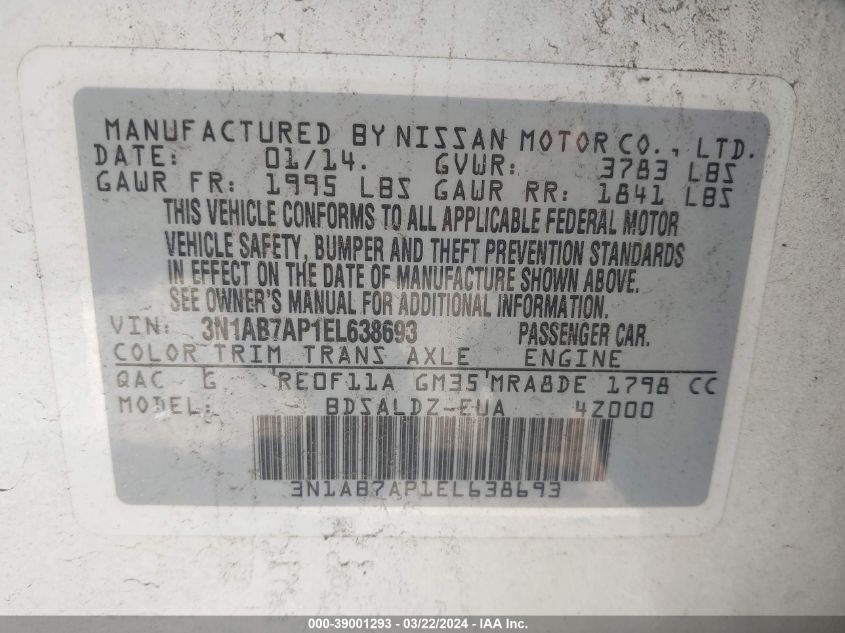 MANUFACTURED BY NISSAN MOTOR CO., LTD.
DATE: 01/14. GVWR: 3783 LBS
GAWR FR: 1995 LBS GAWR RR: 1841 LBS
THIS VEHICLE CONFORMS TO ALL APPLICABLE FEDERAL MOTOR
VEHICLE SAFETY, BUMPER AND THEFT PREVENTION STANDARDS
IN EFFECT ON THE DATE OF MANUFACTURE SHOWN ABOVE.
SEE OWNER'S MANUAL FOR ADDITIONAL INFORMATION.
VIN: 3N1AB7AP1EL638693 PASSENGER CAR.
COLOR TRIM TRANS AXLE ENGINE
QAC G RE0F11A GM35 MRA8DE 1798 CC
MODEL: BDSALDZ-EUA 4Z000
3N1AB7AP1EL638693
000-39001293 - 03/22/2024 - IAAI.com